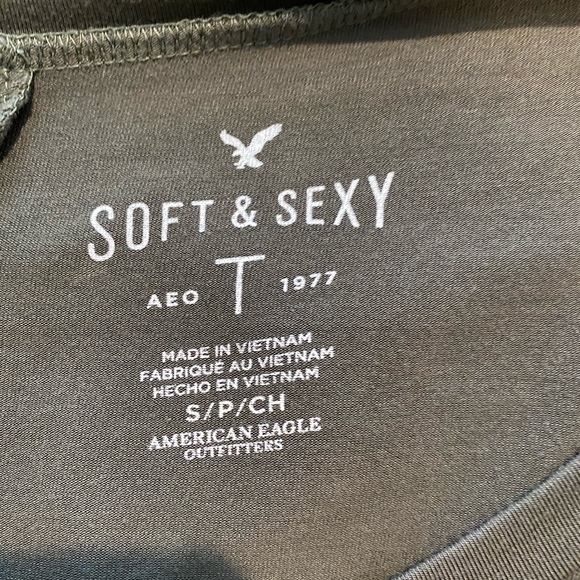 SOFT & SEXY
AEO T 1977
MADE IN VIETNAM
FABRIQUÉ AU VIETNAM
HECHO EN VIETNAM
S/P/CH
AMERICAN EAGLE
OUTFITTERS